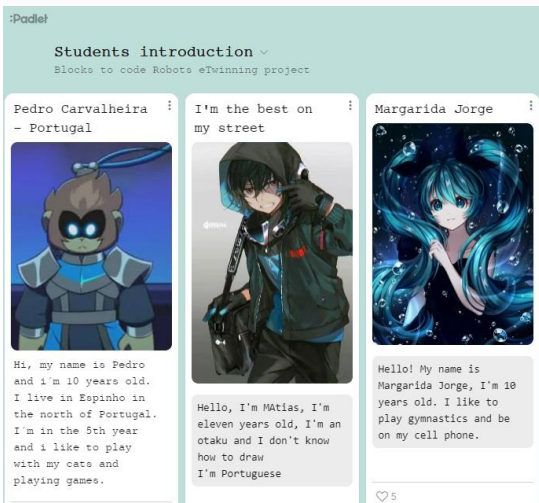 :Padlet
Students introduction
Blocks to code Robots eTwinning project
Pedro Carvalheira
- Portugal
Hi, my name is Pedro
and i´m 10 years old.
I live in Espinho in
the north of Portugal.
I´m in the 5th year
and i like to play
with my cats and
playing games.
I'm the best on
my street
Hello, I'm MAtias, I'm
eleven years old, I'm an
otaku and I don't know
how to draw
I'm Portuguese
Margarida Jorge
Hello! My name is
Margarida Jorge, I'm 10
years old. I like to
play gymnastics and be
on my cell phone.
5